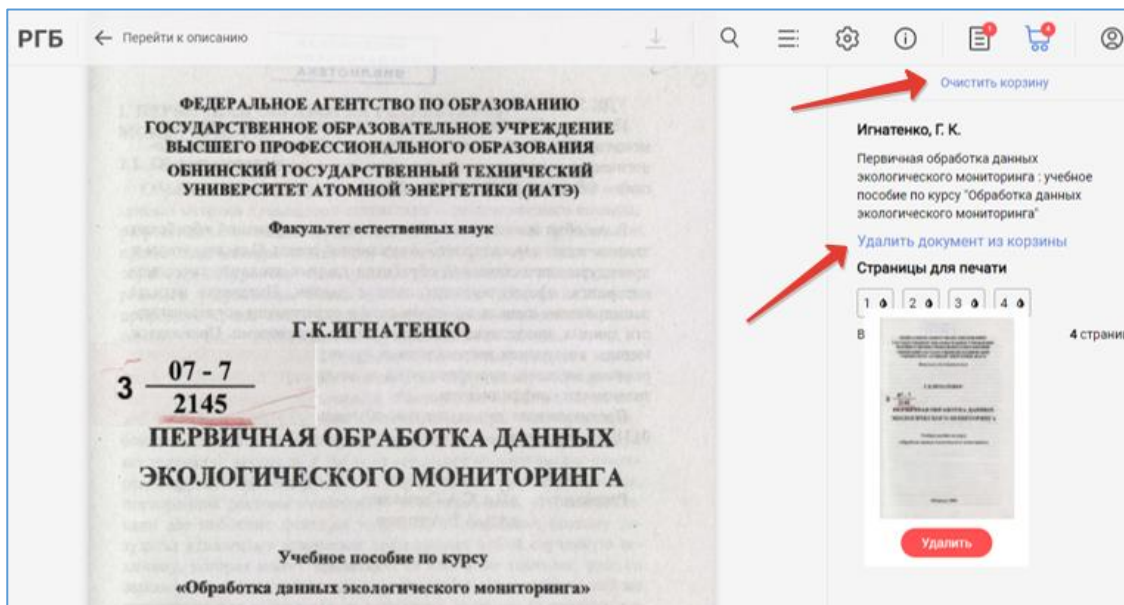 РГБ
Перейти к описанию
1
4
БИБЛИОТЕКА
ФЕДЕРАЛЬНОЕ АГЕНТСТВО ПО ОБРАЗОВАНИЮ
ГОСУДАРСТВЕННОЕ ОБРАЗОВАТЕЛЬНОЕ УЧРЕЖДЕНИЕ
ВЫСШЕГО ПРОФЕССИОНАЛЬНОГО ОБРАЗОВАНИЯ
ОБНИНСКИЙ ГОСУДАРСТВЕННЫЙ ТЕХНИЧЕСКИЙ
УНИВЕРСИТЕТ АТОМНОЙ ЭНЕРГЕТИКИ (ИАТЭ)
Факультет естественных наук
Г.К.ИГНАТЕНКО
3 07 - 7
2145
ПЕРВИЧНАЯ ОБРАБОТКА ДАННЫХ
ЭКОЛОГИЧЕСКОГО МОНИТОРИНГА
Учебное пособие по курсу
«Обработка данных экологического мониторинга»
Очистить корзину
Игнатенко, Г. К.
Первичная обработка данных
экологического мониторинга : учебное
пособие по курсу "Обработка данных
экологического мониторинга"
Удалить документ из корзины
Страницы для печати
1 2 3 4
В 4 страни
Удалить